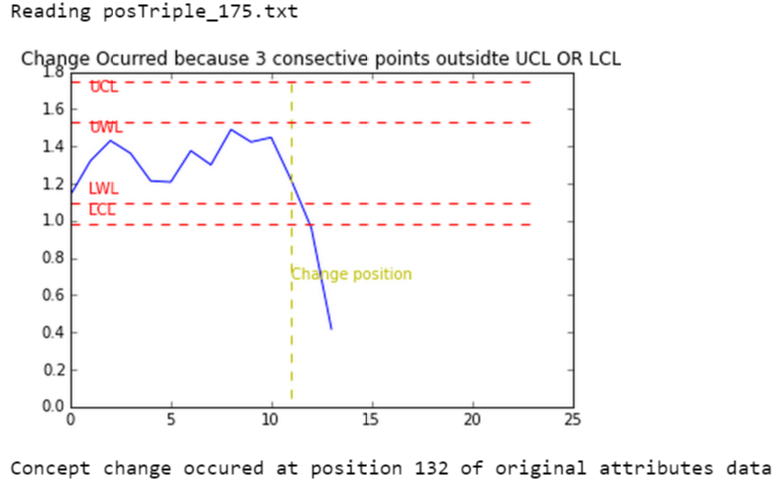 Reading posTriple_175.txt
Change Ocurred because 3 consective points outsidte UCL OR LCL
1.8
UCL
1.6
UWL
1.4
1.2
LWL
LCL
1.0
0.8
Change position
0.6
0.4
0.2
0.0
0 5 10 15 20 25
Concept change occured at position 132 of original attributes data